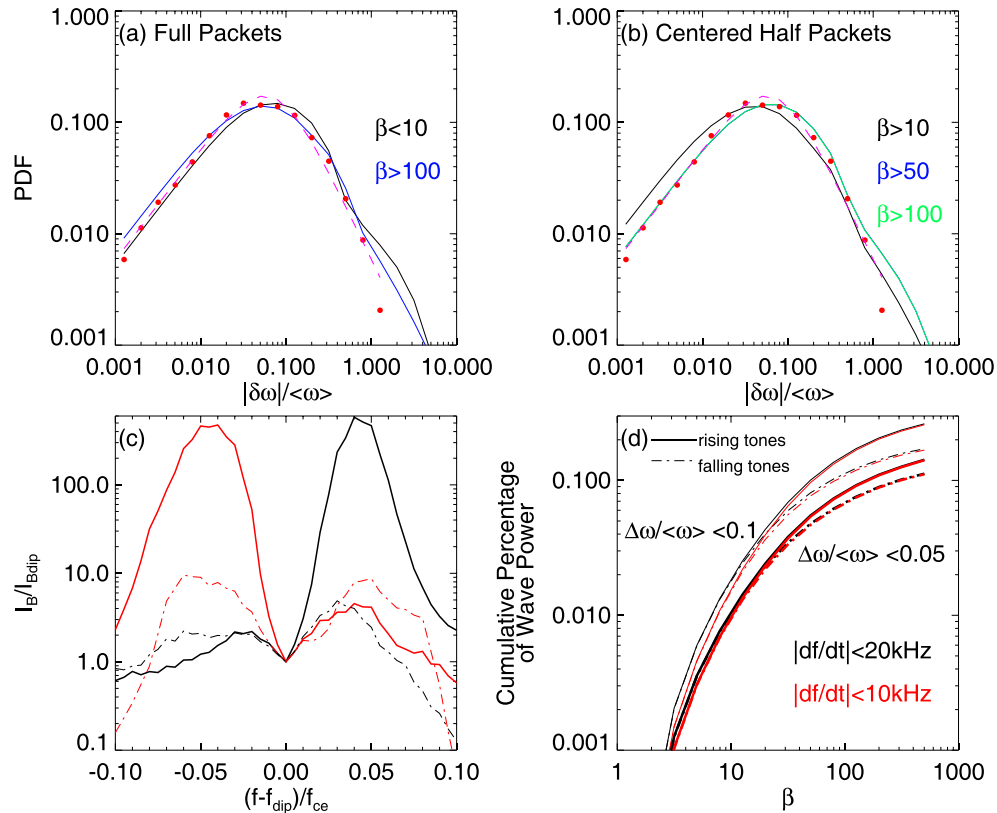 (a) Full Packets
1.000
0.100
0.010
0.001
PDF
β<10
β>100
0.001 0.010 0.100 1.000 10.000
|δω|/<ω>
(b) Centered Half Packets
1.000
0.100
0.010
0.001
β>10
β>50
β>100
0.001 0.010 0.100 1.000 10.000
|δω|/<ω>
(c)
100.0
10.0
1.0
0.1
I_B/I_Bdip
-0.10 -0.05 0.00 0.05 0.10
(f-f_dip)/f_ce
(d)
rising tones
falling tones
0.100
0.010
0.001
Cumulative Percentage
of Wave Power
Δω/<ω> <0.1
Δω/<ω> <0.05
|df/dt|<20kHz
|df/dt|<10kHz
1 10 100 1000
β